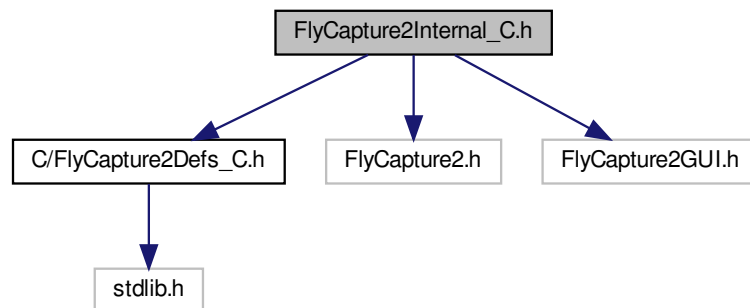 FlyCapture2Internal_C.h
C/FlyCapture2Defs_C.h
FlyCapture2.h
FlyCapture2GUI.h
stdlib.h